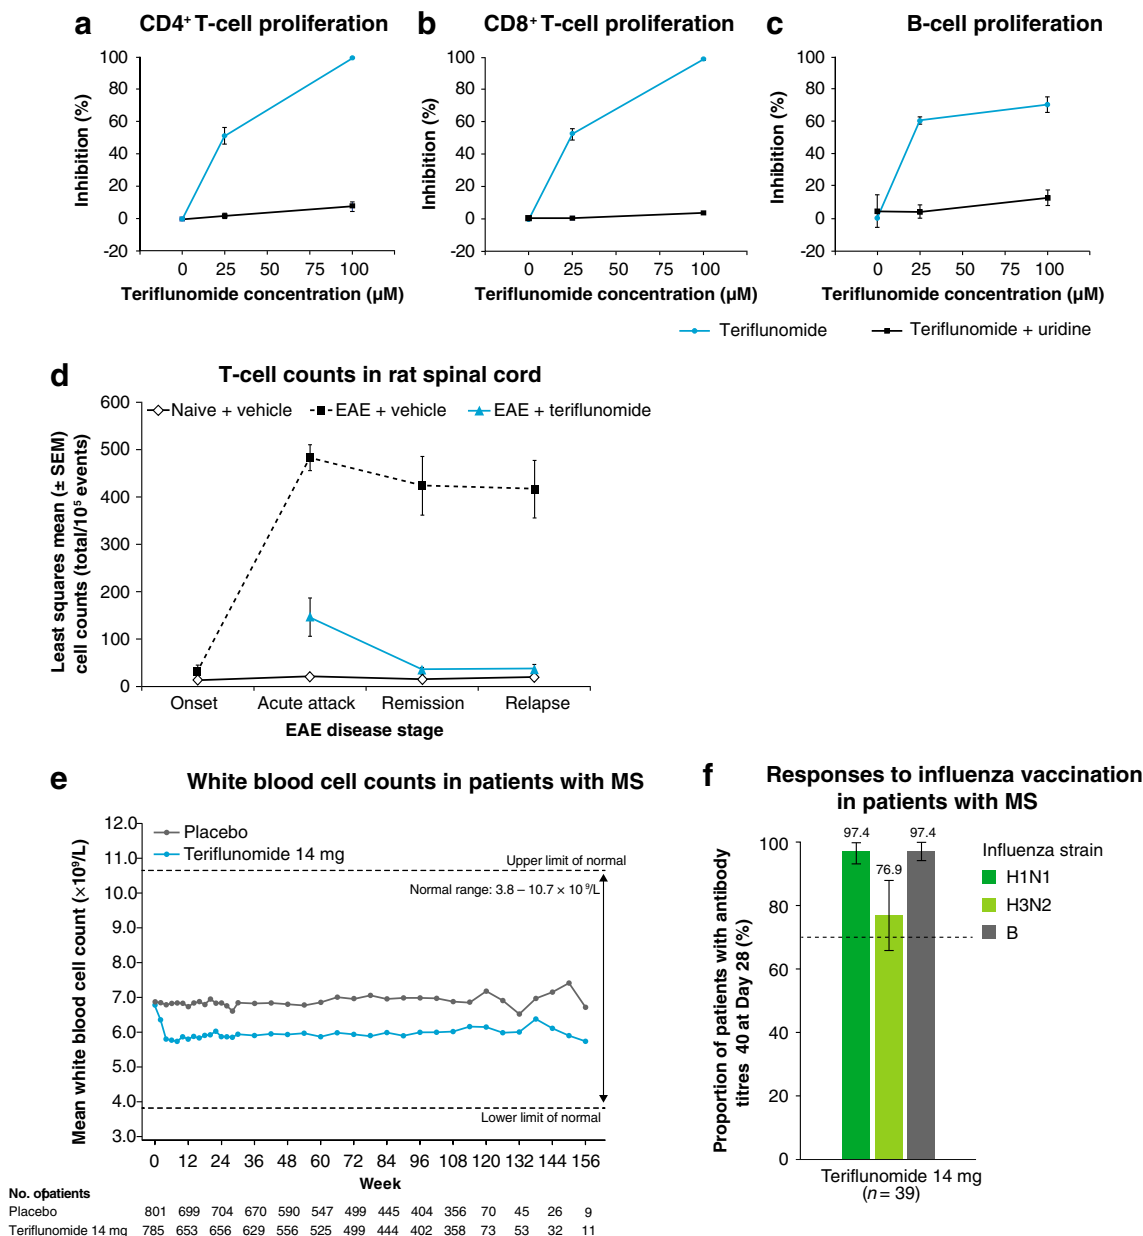 a CD4+ T-cell proliferation
b CD8+ T-cell proliferation
c B-cell proliferation
Inhibition (%)
100
80
60
40
20
0
-20
0 25 50 75 100
Teriflunomide concentration (µM)
Inhibition (%)
100
80
60
40
20
0
-20
0 25 50 75 100
Teriflunomide concentration (µM)
Inhibition (%)
100
80
60
40
20
0
-20
0 25 50 75 100
Teriflunomide concentration (µM)
Teriflunomide Teriflunomide + uridine
d T-cell counts in rat spinal cord
Naive + vehicle EAE + vehicle EAE + teriflunomide
Least squares mean (± SEM)
cell counts (total/10⁵ events)
600
500
400
300
200
100
0
Onset Acute attack Remission Relapse
EAE disease stage
e White blood cell counts in patients with MS
Mean white blood cell count (×10⁹/L)
12.0
11.0
10.0
9.0
8.0
7.0
6.0
5.0
4.0
3.0
Placebo
Teriflunomide 14 mg
Upper limit of normal
Normal range: 3.8 – 10.7 × 10⁹/L
Lower limit of normal
0 12 24 36 48 60 72 84 96 108 120 132 144 156
Week
No. of patients
Placebo 801 699 704 670 590 547 499 445 404 356 70 45 26 9
Teriflunomide 14 mg 785 653 656 629 556 525 499 444 402 358 73 53 32 11
f Responses to influenza vaccination
in patients with MS
Proportion of patients with antibody
titres 40 at Day 28 (%)
100
80
60
40
20
0
97.4 76.9 97.4
Influenza strain
H1N1
H3N2
B
Teriflunomide 14 mg
(n = 39)